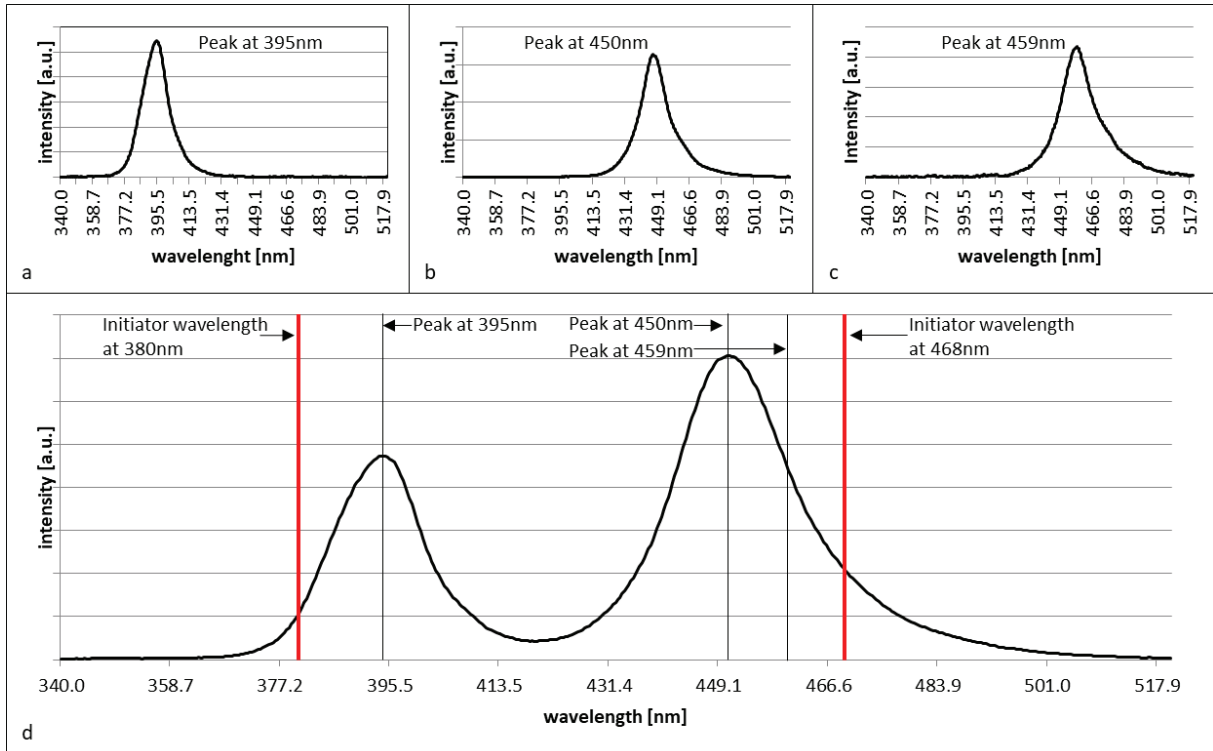 Peak at 395nm
intensity [a.u.]
340.0 358.7 377.2 395.5 413.5 431.4 449.1 466.6 483.9 501.0 517.9
wavelenght [nm]
a
Peak at 450nm
intensity [a.u.]
340.0 358.7 377.2 395.5 413.5 431.4 449.1 466.6 483.9 501.0 517.9
wavelength [nm]
b
Peak at 459nm
Intensity [a.u.]
340.0 358.7 377.2 395.5 413.5 431.4 449.1 466.6 483.9 501.0 517.9
wavelength [nm]
c
Initiator wavelength
at 380nm
Peak at 395nm
Peak at 450nm
Peak at 459nm
Initiator wavelength
at 468nm
intensity [a.u.]
340.0 358.7 377.2 395.5 413.5 431.4 449.1 466.6 483.9 501.0 517.9
wavelength [nm]
d